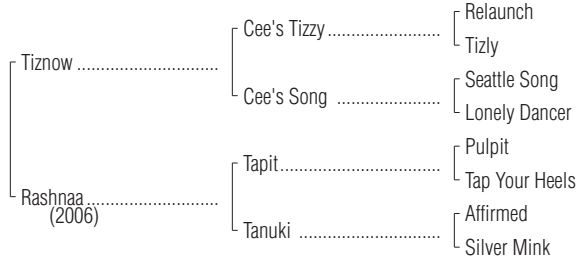 Relaunch
Cee's Tizzy ........................
Tizly
Tiznow ..............................
Seattle Song
Cee's Song ......................
Lonely Dancer
Pulpit
Tapit..................................
Tap Your Heels
Rashnaa ............................
(2006)
Affirmed
Tanuki ..............................
Silver Mink